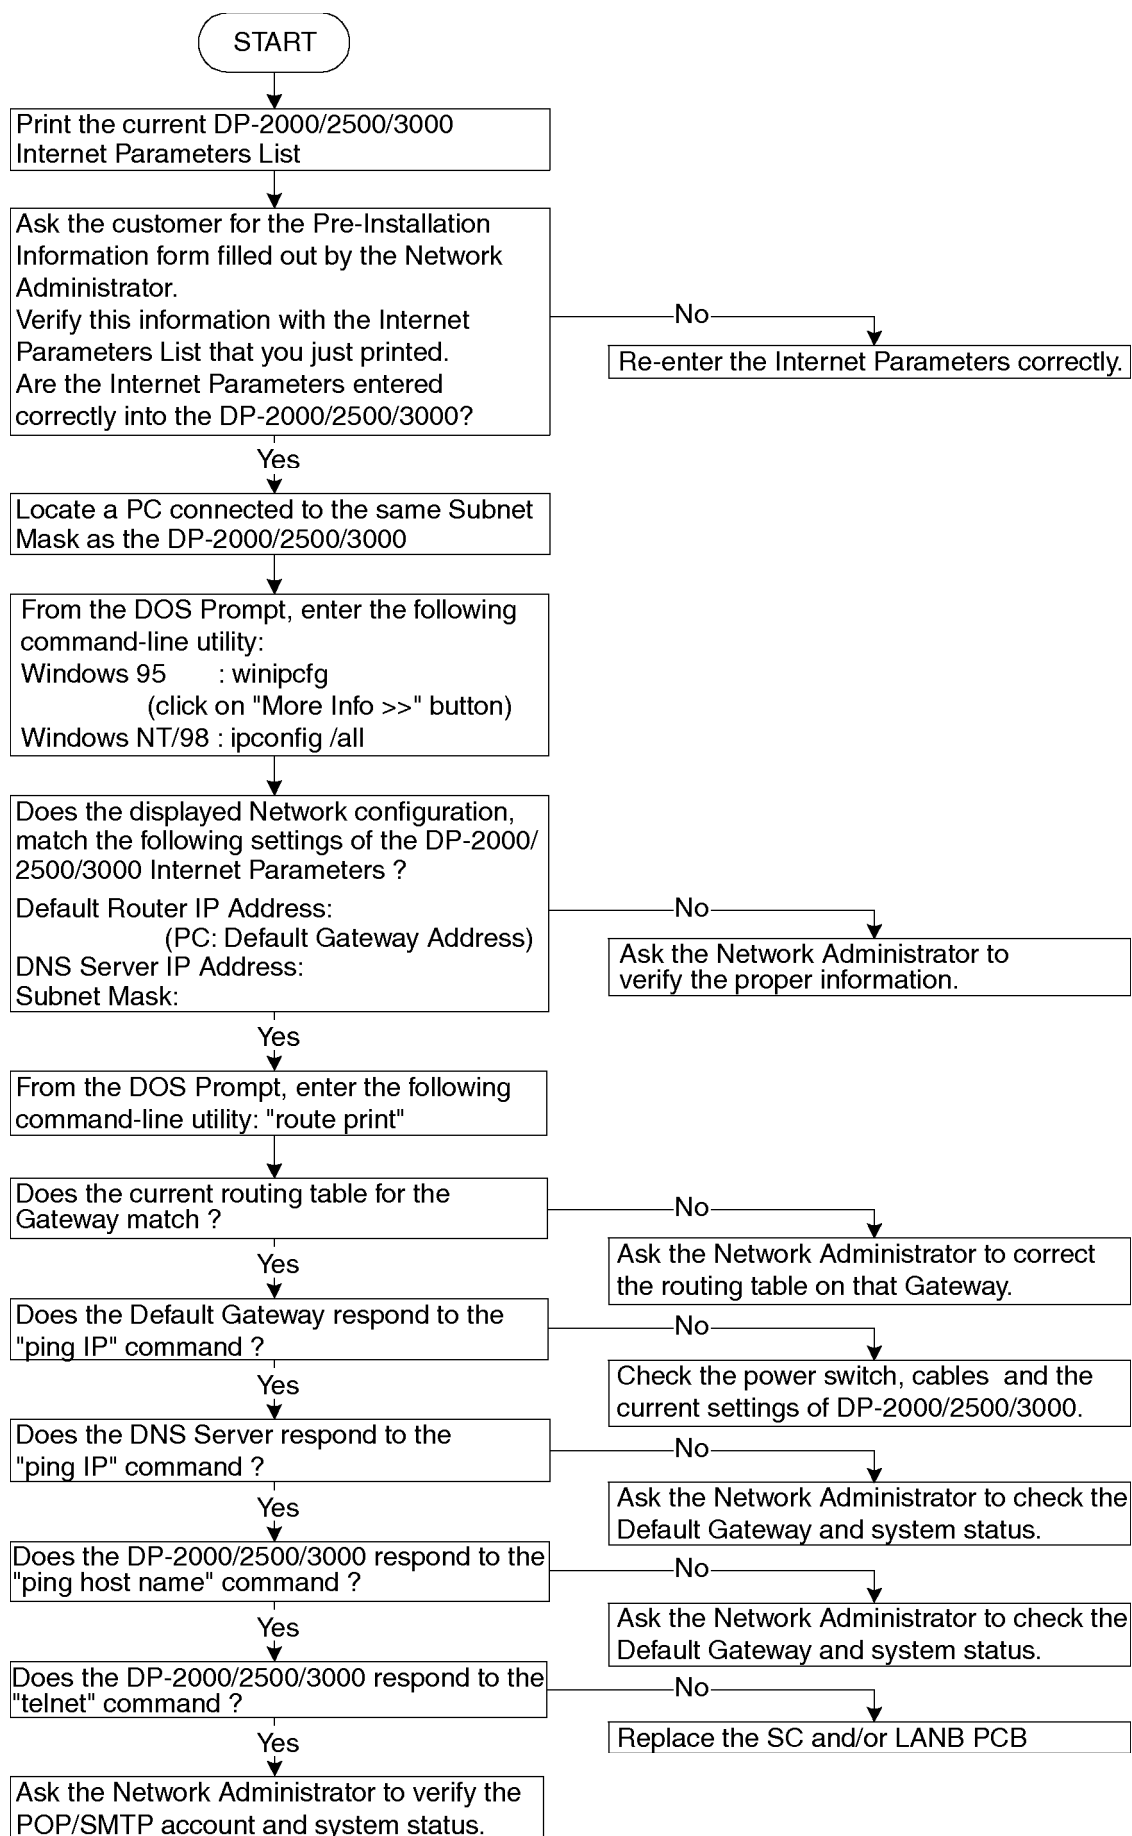 START
Print the current DP-2000/2500/3000
Internet Parameters List
Ask the customer for the Pre-Installation
Information form filled out by the Network
Administrator.
Verify this information with the Internet
Parameters List that you just printed.
Are the Internet Parameters entered
correctly into the DP-2000/2500/3000?
No
Re-enter the Internet Parameters correctly.
Yes
Locate a PC connected to the same Subnet
Mask as the DP-2000/2500/3000
From the DOS Prompt, enter the following
command-line utility:
Windows 95 : winipcfg
(click on "More Info >>" button)
Windows NT/98 : ipconfig /all
Does the displayed Network configuration,
match the following settings of the DP-2000/
2500/3000 Internet Parameters ?
Default Router IP Address:
(PC: Default Gateway Address)
DNS Server IP Address:
Subnet Mask:
No
Ask the Network Administrator to
verify the proper information.
Yes
From the DOS Prompt, enter the following
command-line utility: "route print"
Does the current routing table for the
Gateway match ?
No
Ask the Network Administrator to correct
the routing table on that Gateway.
Yes
Does the Default Gateway respond to the
"ping IP" command ?
No
Check the power switch, cables and the
current settings of DP-2000/2500/3000.
Yes
Does the DNS Server respond to the
"ping IP" command ?
No
Ask the Network Administrator to check the
Default Gateway and system status.
Yes
Does the DP-2000/2500/3000 respond to the
"ping host name" command ?
No
Ask the Network Administrator to check the
Default Gateway and system status.
Yes
Does the DP-2000/2500/3000 respond to the
"telnet" command ?
No
Replace the SC and/or LANB PCB
Yes
Ask the Network Administrator to verify the
POP/SMTP account and system status.